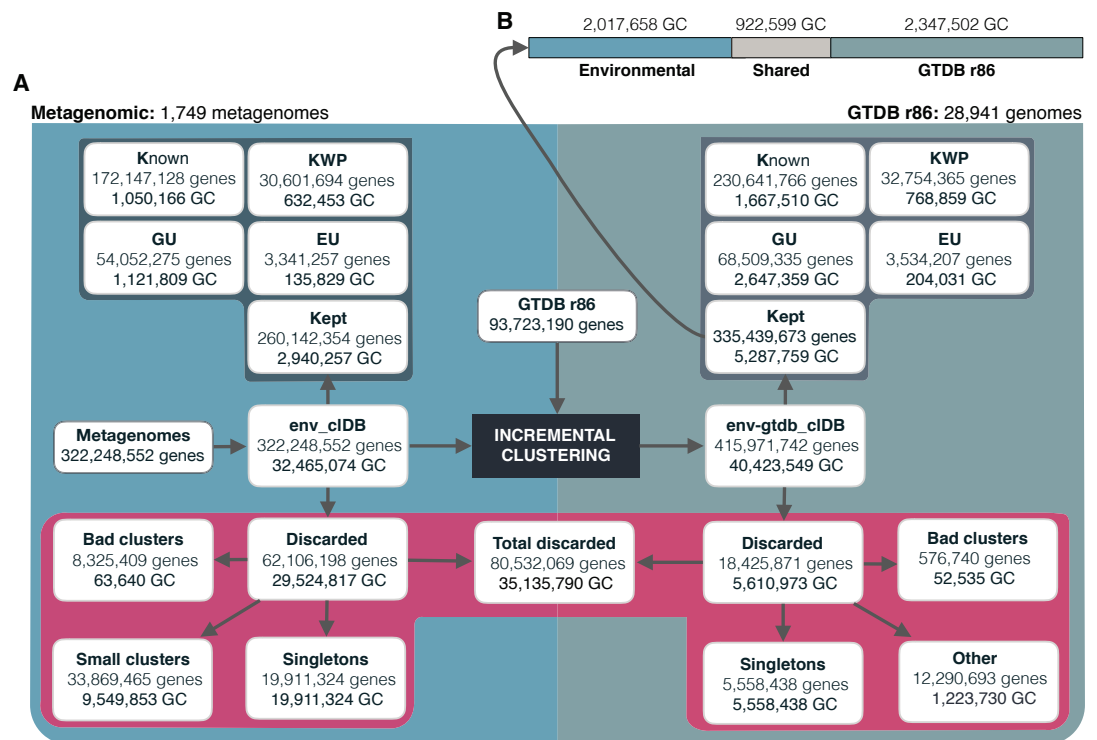 B
2,017,658 GC
922,599 GC
2,347,502 GC
Environmental
Shared
GTDB r86
A
Metagenomic: 1,749 metagenomes
GTDB r86: 28,941 genomes
Known
172,147,128 genes
1,050,166 GC
KWP
30,601,694 genes
632,453 GC
GU
54,052,275 genes
1,121,809 GC
EU
3,341,257 genes
135,829 GC
Kept
260,142,354 genes
2,940,257 GC
Known
230,641,766 genes
1,667,510 GC
KWP
32,754,365 genes
768,859 GC
GU
68,509,335 genes
2,647,359 GC
EU
3,534,207 genes
204,031 GC
Kept
335,439,673 genes
5,287,759 GC
GTDB r86
93,723,190 genes
Metagenomes
322,248,552 genes
env_clDB
322,248,552 genes
32,465,074 GC
INCREMENTAL
CLUSTERING
env-gtdb_clDB
415,971,742 genes
40,423,549 GC
Bad clusters
8,325,409 genes
63,640 GC
Discarded
62,106,198 genes
29,524,817 GC
Total discarded
80,532,069 genes
35,135,790 GC
Discarded
18,425,871 genes
5,610,973 GC
Bad clusters
576,740 genes
52,535 GC
Small clusters
33,869,465 genes
9,549,853 GC
Singletons
19,911,324 genes
19,911,324 GC
Singletons
5,558,438 genes
5,558,438 GC
Other
12,290,693 genes
1,223,730 GC